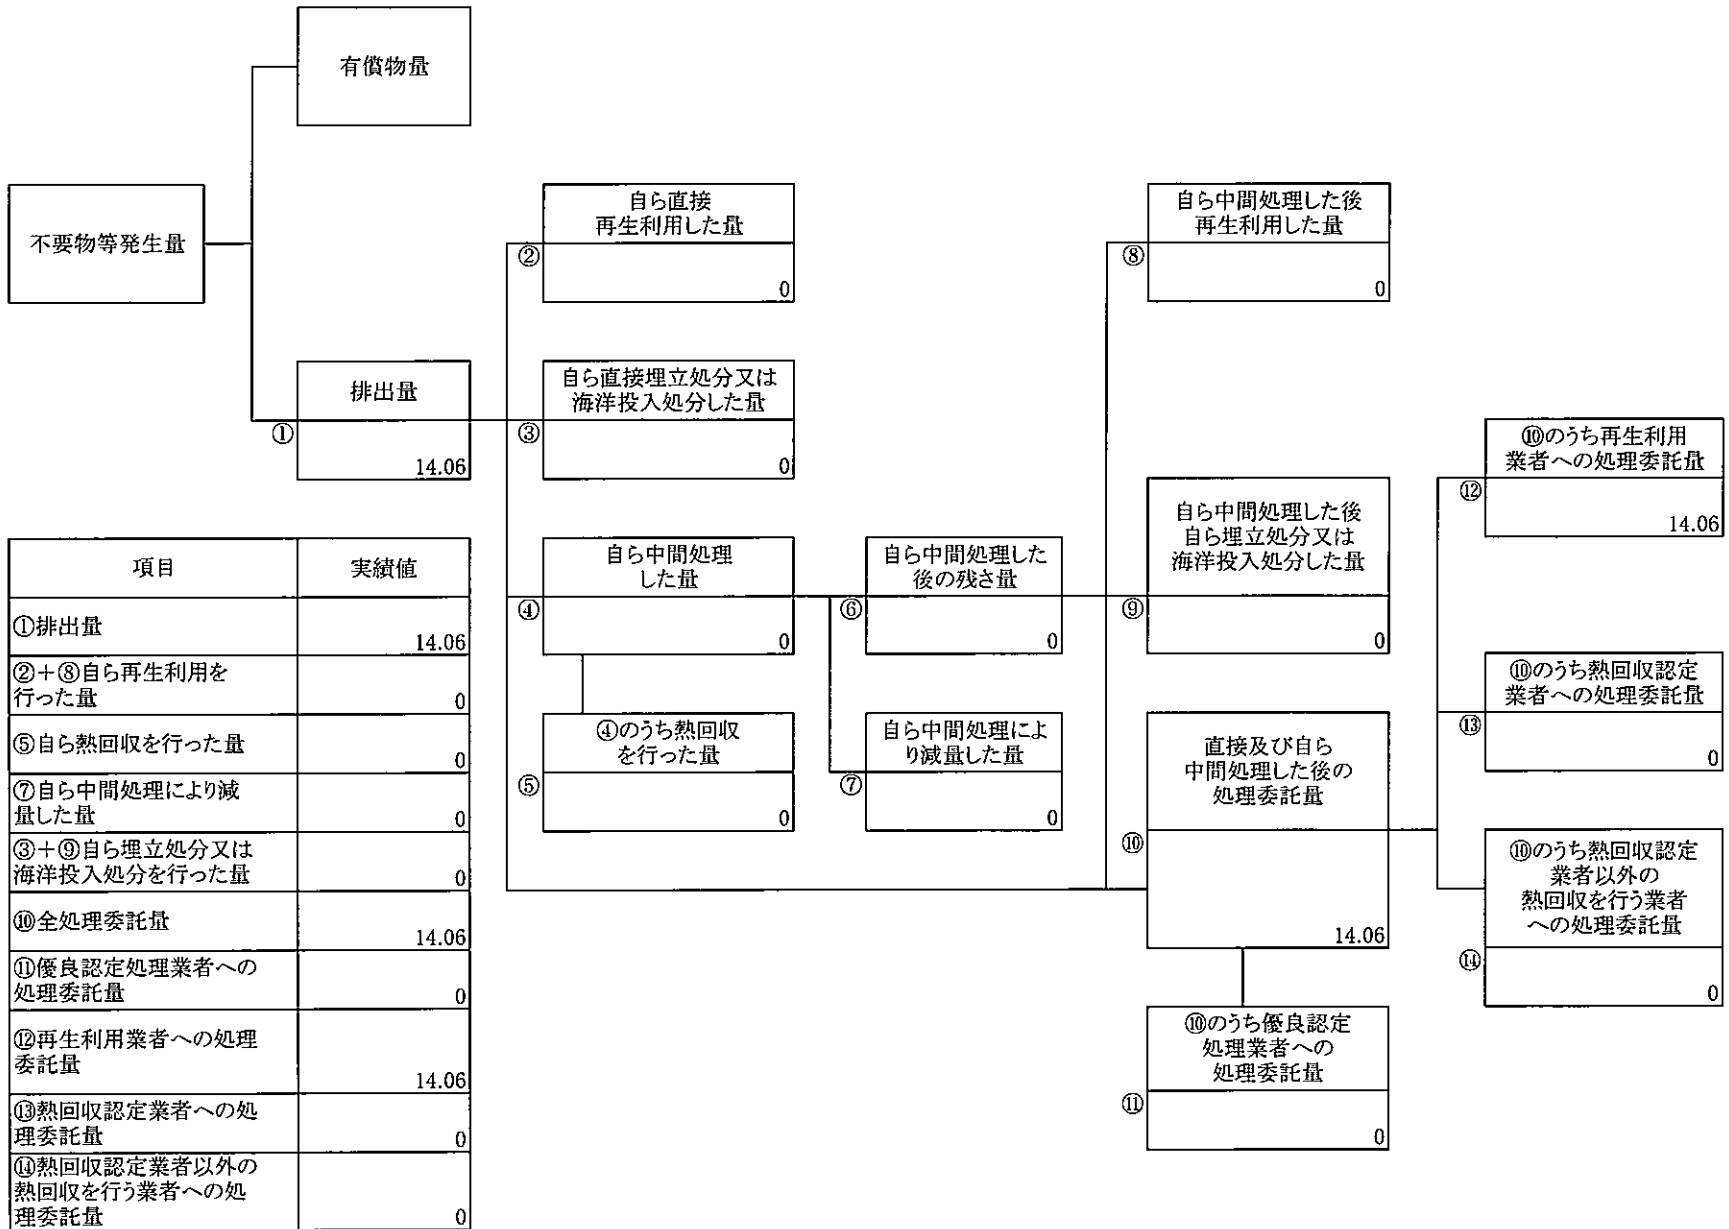 有償物量
不要物等発生量
排出量
①
14.06
自ら直接
再生利用した量
②
0
自ら直接埋立処分又は
海洋投入処分した量
③
0
自ら中間処理
した量
④
0
④のうち熱回収
を行った量
⑤
0
自ら中間処理した
後の残さ量
⑥
0
自ら中間処理によ
り減量した量
⑦
0
自ら中間処理した後
再生利用した量
⑧
0
自ら中間処理した後
自ら埋立処分又は
海洋投入処分した量
⑨
0
直接及び自ら
中間処理した後の
処理委託量
⑩
14.06
⑩のうち優良認定
処理業者への
処理委託量
⑪
0
⑩のうち再生利用
業者への処理委託量
⑫
14.06
⑩のうち熱回収認定
業者への処理委託量
⑬
0
⑩のうち熱回収認定
業者以外の
熱回収を行う業者
への処理委託量
⑭
0
項目 実績値
①排出量
14.06
②+⑧自ら再生利用を
行った量 0
⑤自ら熱回収を行った量
0
⑦自ら中間処理により減
量した量 0
③+⑨自ら埋立処分又は
海洋投入処分を行った量 0
⑩全処理委託量
14.06
⑪優良認定処理業者への
処理委託量 0
⑫再生利用業者への処理
委託量
14.06
⑬熱回収認定業者への処
理委託量 0
⑭熱回収認定業者以外の
熱回収を行う業者への処
理委託量 0